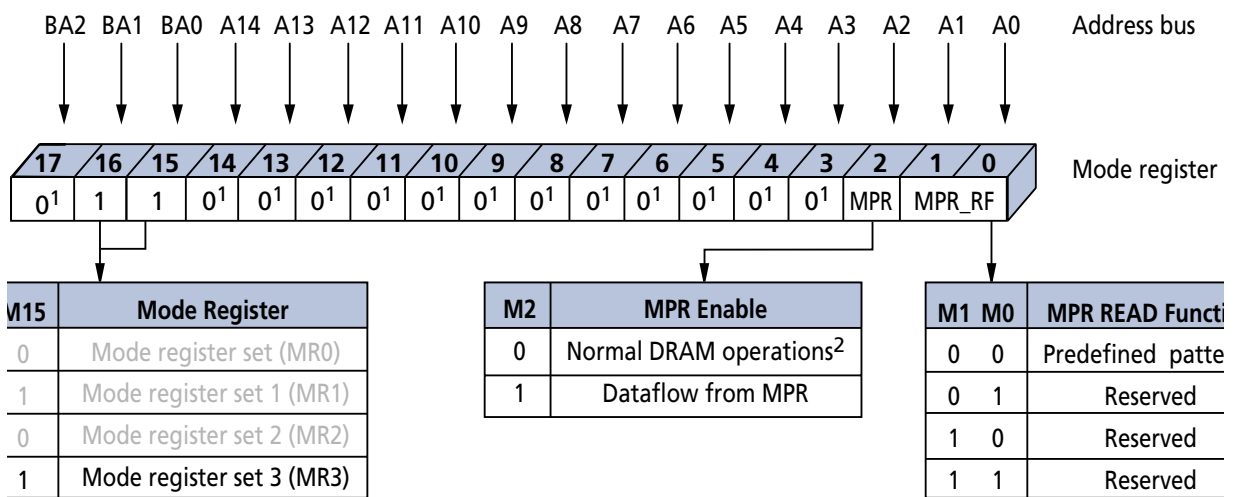 BA2 BA1 BA0 A14 A13 A12 A11 A10 A9 A8 A7 A6 A5 A4 A3 A2 A1 A0 Address bus
17 16 15 14 13 12 11 10 9 8 7 6 5 4 3 2 1 0 Mode register
0¹ 1 1 0¹ 0¹ 0¹ 0¹ 0¹ 0¹ 0¹ 0¹ 0¹ 0¹ 0¹ 0¹ MPR MPR_RF
M15 Mode Register
0 Mode register set (MR0)
1 Mode register set 1 (MR1)
0 Mode register set 2 (MR2)
1 Mode register set 3 (MR3)
M2 MPR Enable
0 Normal DRAM operations²
1 Dataflow from MPR
M1 M0 MPR READ Functi
0 0 Predefined patte
0 1 Reserved
1 0 Reserved
1 1 Reserved